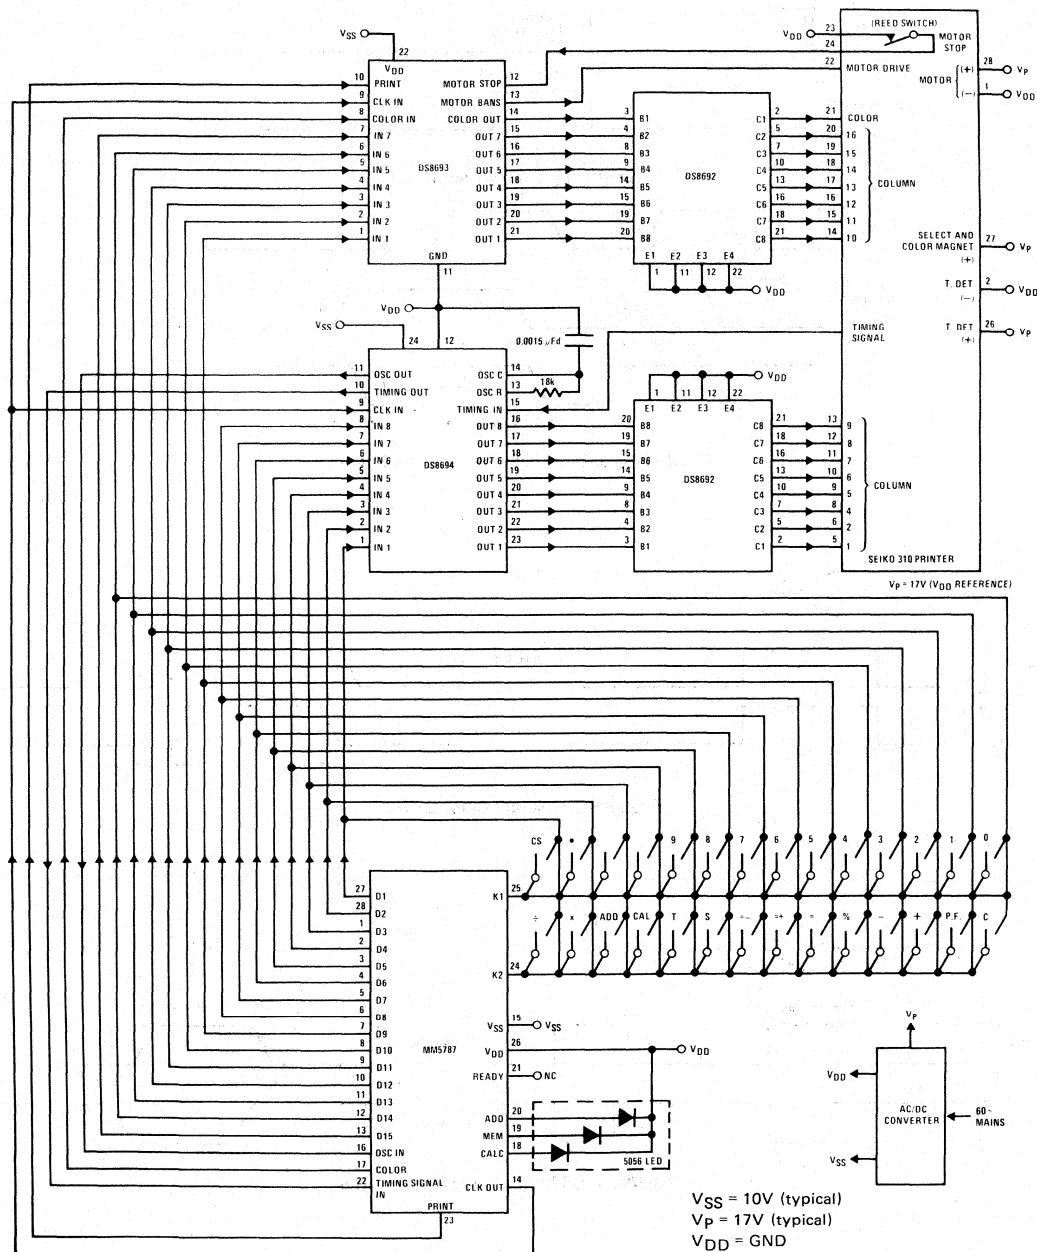 VSS
22
VDD
10 PRINT
9 CLK IN
8 COLOR IN
7 IN 7
6 IN 6
5 IN 5
4 IN 4
3 IN 3
2 IN 2
1 IN 1
DS8693
MOTOR STOP 12
MOTOR BANS 13
COLOR OUT 14
OUT 7 15
OUT 6 16
OUT 5 17
OUT 4 18
OUT 3 19
OUT 2 20
OUT 1 21
GND
11
3 B1
4 B2
8 B3
9 B4
14 B5
15 B6
19 B7
20 B8
DS8692
C1 2
C2 5
C3 7
C4 10
C5 13
C6 16
C7 18
C8 21
E1 E2 E3 E4
1 11 12 22
VDD
VDD 23 (REED SWITCH)
24 MOTOR STOP
22 MOTOR DRIVE
MOTOR (+) 28 VP
(-) 1 VDD
21 COLOR
20 16
19 15
18 14
17 13
16 12
15 11
14 10
COLUMN
SELECT AND COLOR MAGNET (+) 27 VP
T. DET (-) 2 VDD
T. DET (+) 26 VP
TIMING SIGNAL
VDD
VSS
24
12
0.0015 µFd
18k
11 OSC OUT
10 TIMING OUT
9 CLK IN
8 IN 8
7 IN 7
6 IN 6
5 IN 5
4 IN 4
3 IN 3
2 IN 2
1 IN 1
DS8694
OSC C 14
OSC R 13
TIMING IN 15
OUT 8 16
OUT 7 17
OUT 6 18
OUT 5 19
OUT 4 20
OUT 3 21
OUT 2 22
OUT 1 23
VDD
1 11 12 22
E1 E2 E3 E4
20 B8
19 B7
15 B6
14 B5
9 B4
8 B3
4 B2
3 B1
DS8692
C8 21
C7 18
C6 16
C5 13
C4 10
C3 7
C2 5
C1 2
13 9
12 8
11 7
10 6
9 5
8 4
6 2
5 1
COLUMN
SEIKO 310 PRINTER
VP = 17V (VDD REFERENCE)
CS • 9 8 7 6 5 4 3 2 1 0
÷ × ADD CAL T S =- =+ = % - + P.F. C
27 D1
28 D2
1 D3
2 D4
3 D5
4 D6
5 D7
6 D8
7 D9
8 D10
9 D11
10 D12
11 D13
12 D14
13 D15
16 OSC IN
17 COLOR
22 TIMING SIGNAL IN
PRINT
23
MM5787
K1 25
K2 24
VSS 15 VSS
VDD 26 VDD
READY 21 NC
ADD 20
MEM 19
CALC 18
CLK OUT 14
5056 LED
VP
VDD
VSS
AC/DC CONVERTER
60~ MAINS
VSS = 10V (typical)
VP = 17V (typical)
VDD = GND